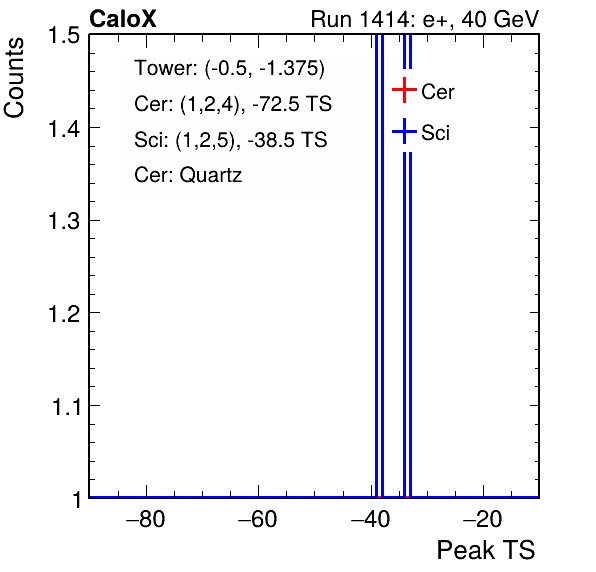 CaloX Run 1414: e+, 40 GeV
Counts
1.5
1.4
1.3
1.2
1.1
1
Tower: (-0.5, -1.375)
Cer: (1,2,4), -72.5 TS
Sci: (1,2,5), -38.5 TS
Cer: Quartz
Cer
Sci
−80 −60 −40 −20
Peak TS